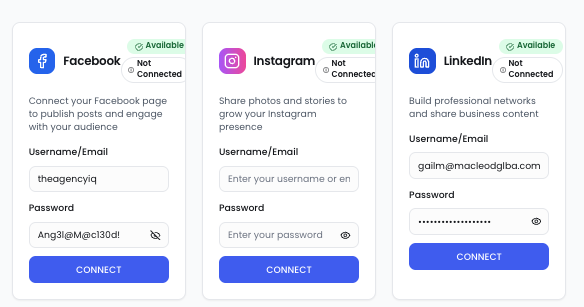 Available
Facebook
Not Connected
Connect your Facebook page
to publish posts and engage
with your audience
Username/Email
theagencyiq
Password
Ang3l@M@c130d!
CONNECT
Available
Instagram
Not Connected
Share photos and stories to
grow your Instagram
presence
Username/Email
Enter your username or en
Password
Enter your password
CONNECT
Available
LinkedIn
Not Connected
Build professional networks
and share business content
Username/Email
gailm@macleodglba.com
Password
•••••••••••••••••••
CONNECT